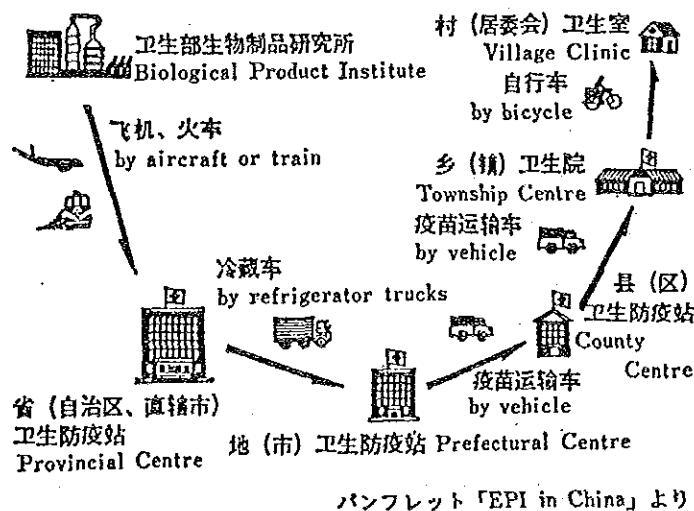 卫生部生物制品研究所
Biological Product Institute
飞机、火车
by aircraft or train
省（自治区、直辖市）
卫生防疫站
Provincial Centre
冷藏车
by refrigerator trucks
地（市）卫生防疫站 Prefectural Centre
疫苗运输车
by vehicle
县（区）
卫生防疫站
County
Centre
疫苗运输车
by vehicle
乡（镇）卫生院
Township Centre
自行车
by bicycle
村（居委会）卫生室
Village Clinic
パンフレット「EPI in China」より